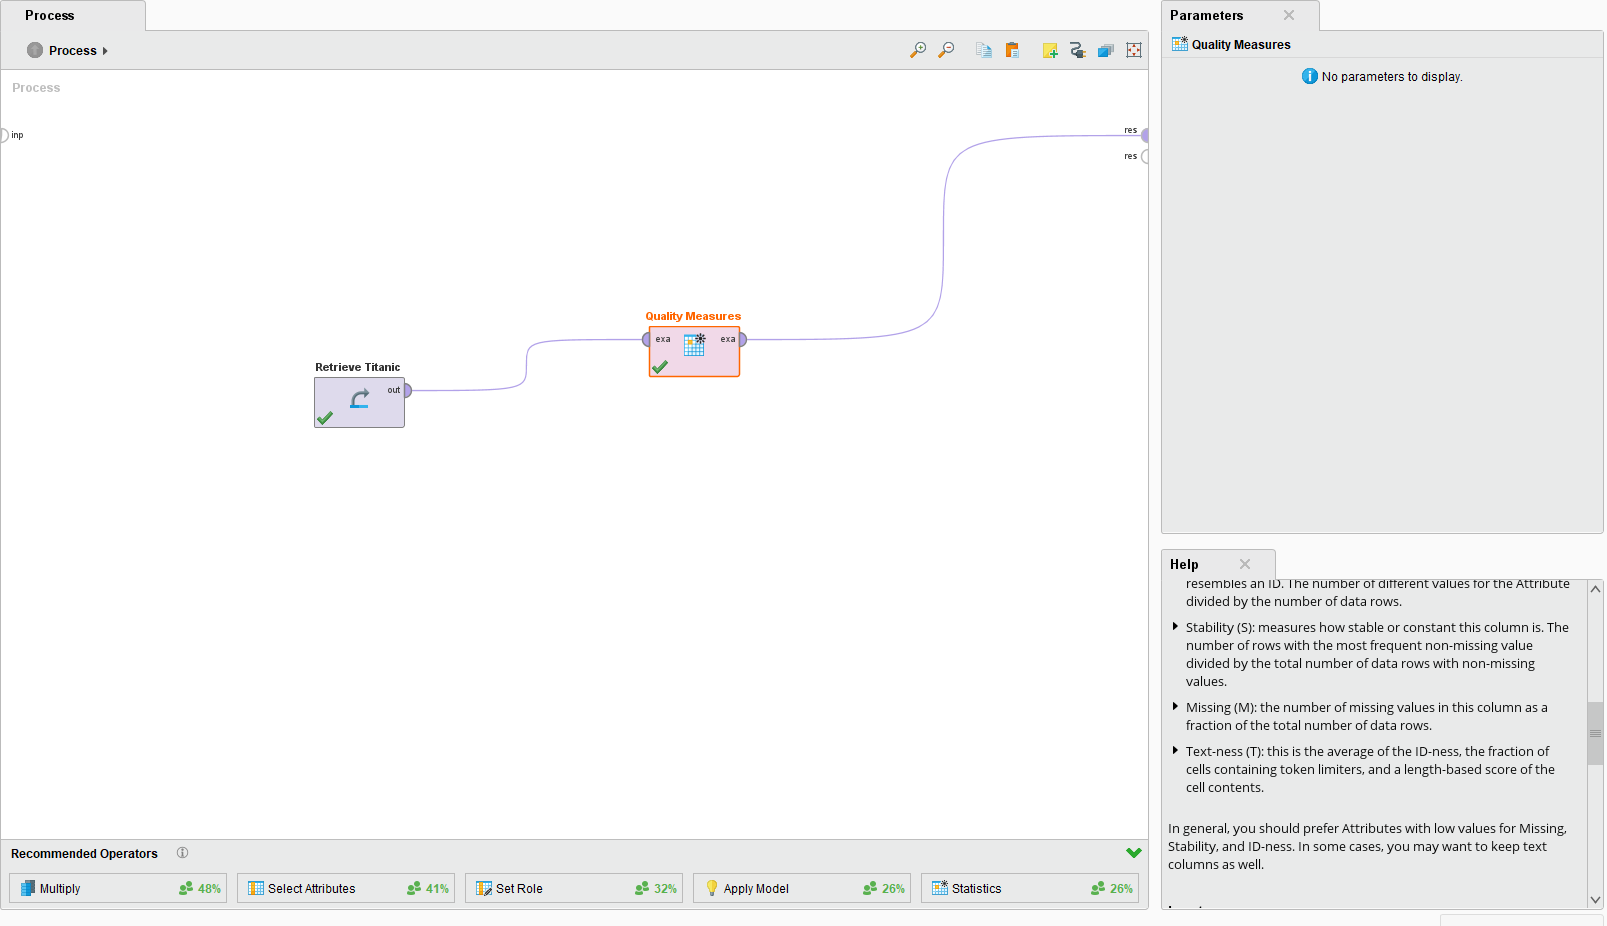 Process
Process
Process
inp
res
res
Quality Measures
exa
exa
Retrieve Titanic
out
Recommended Operators
Multiply 48%
Select Attributes 41%
Set Role 32%
Apply Model 26%
Statistics 26%
Parameters
Quality Measures
No parameters to display.
Help
resembles an ID. The number of different values for the Attribute
divided by the number of data rows.
Stability (S): measures how stable or constant this column is. The
number of rows with the most frequent non-missing value
divided by the total number of data rows with non-missing
values.
Missing (M): the number of missing values in this column as a
fraction of the total number of data rows.
Text-ness (T): this is the average of the ID-ness, the fraction of
cells containing token limiters, and a length-based score of the
cell contents.
In general, you should prefer Attributes with low values for Missing,
Stability, and ID-ness. In some cases, you may want to keep text
columns as well.